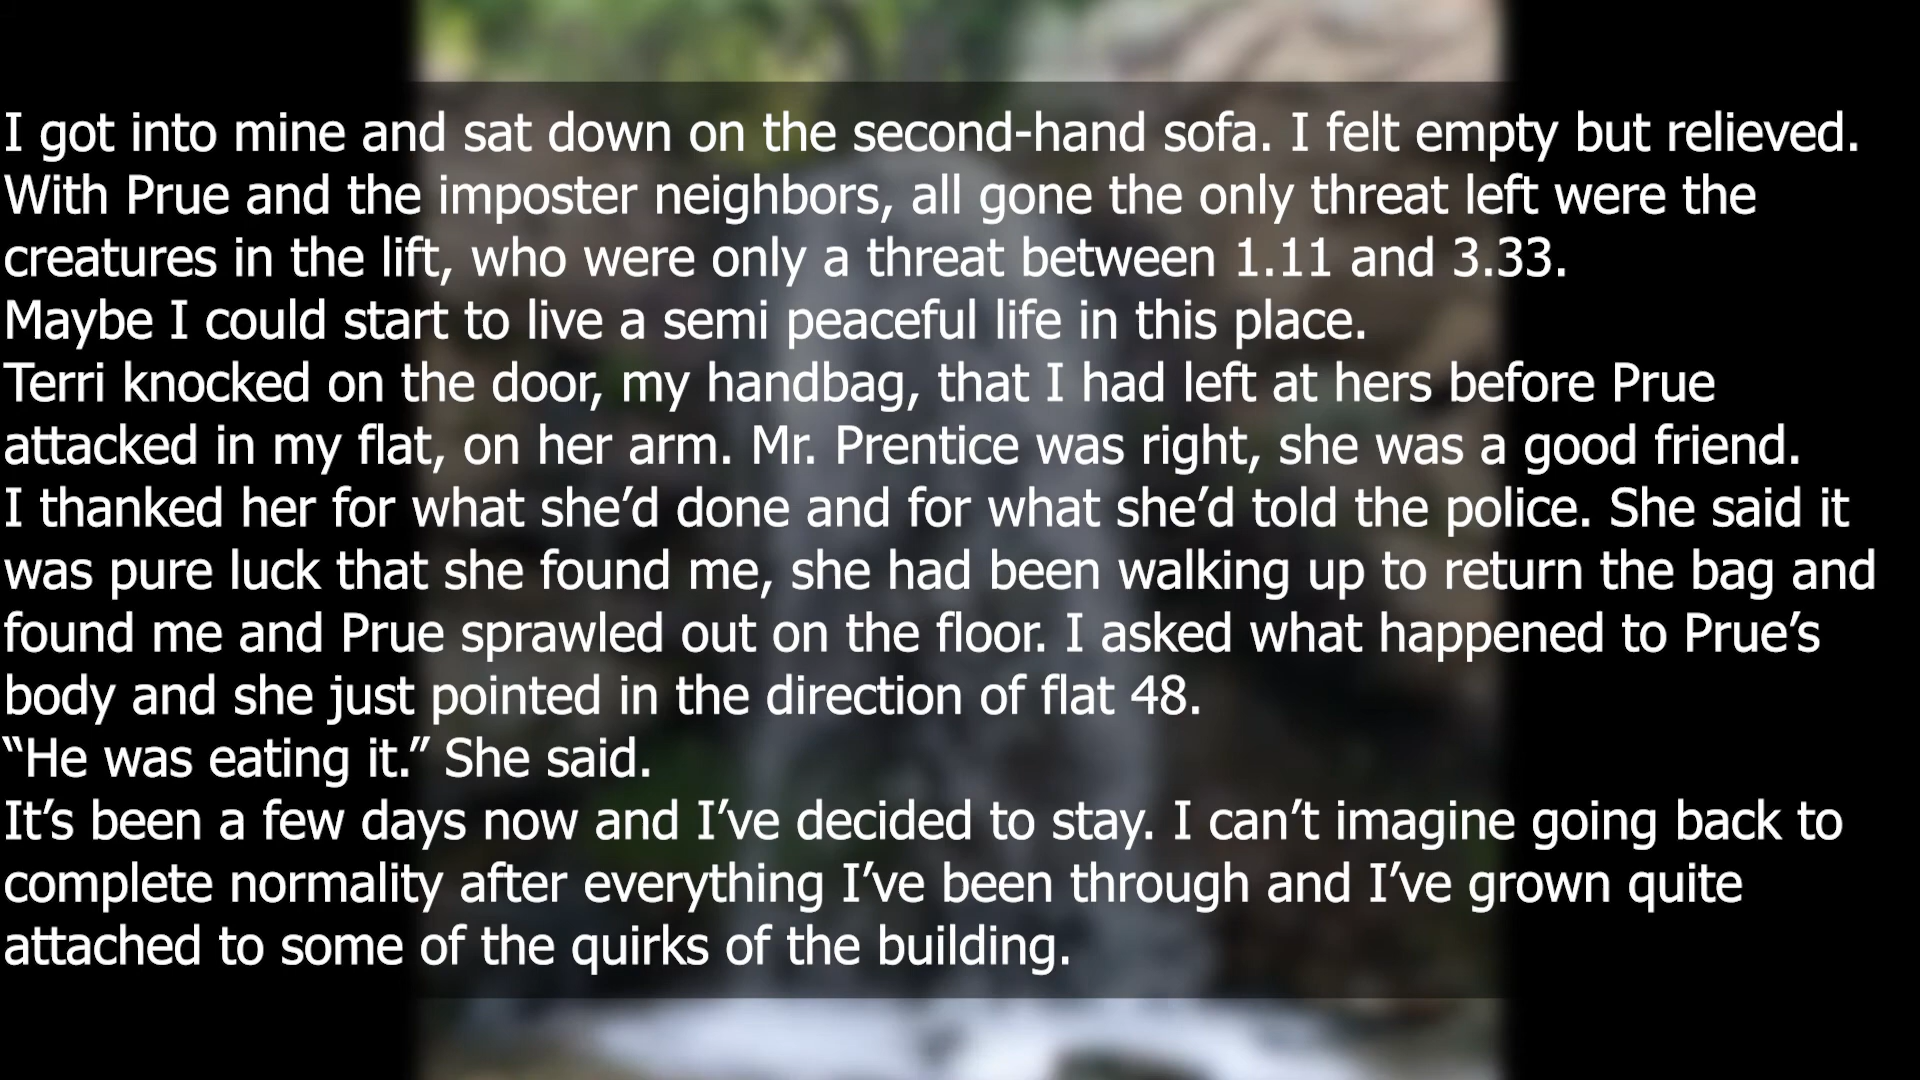 I got into mine and sat down on the second-hand sofa. I felt empty but relieved.
With Prue and the imposter neighbors, all gone the only threat left were the
creatures in the lift, who were only a threat between 1.11 and 3.33.
Maybe I could start to live a semi peaceful life in this place.
Terri knocked on the door, my handbag, that I had left at hers before Prue
attacked in my flat, on her arm. Mr. Prentice was right, she was a good friend.
I thanked her for what she’d done and for what she’d told the police. She said it
was pure luck that she found me, she had been walking up to return the bag and
found me and Prue sprawled out on the floor. I asked what happened to Prue’s
body and she just pointed in the direction of flat 48.
“He was eating it.” She said.
It’s been a few days now and I’ve decided to stay. I can’t imagine going back to
complete normality after everything I’ve been through and I’ve grown quite
attached to some of the quirks of the building.